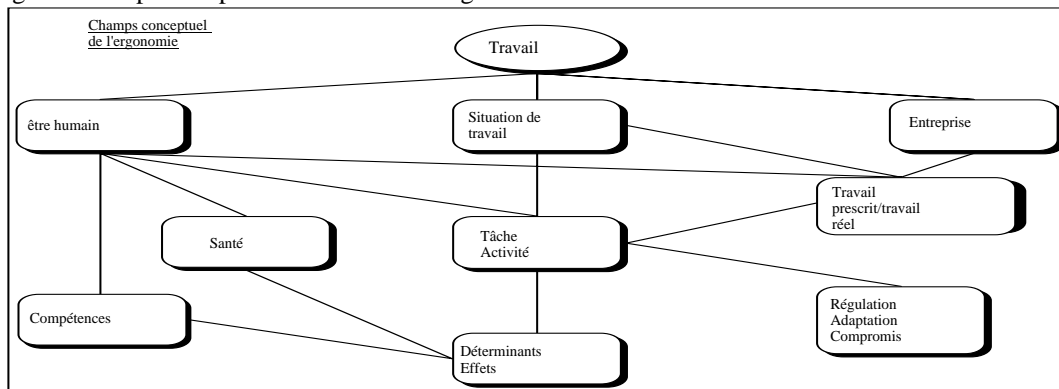 Champs conceptuel
de l'ergonomie
Travail
être humain
Situation de
travail
Entreprise
Travail
prescrit/travail
réel
Santé
Tâche
Activité
Compétences
Régulation
Adaptation
Compromis
Déterminants
Effets